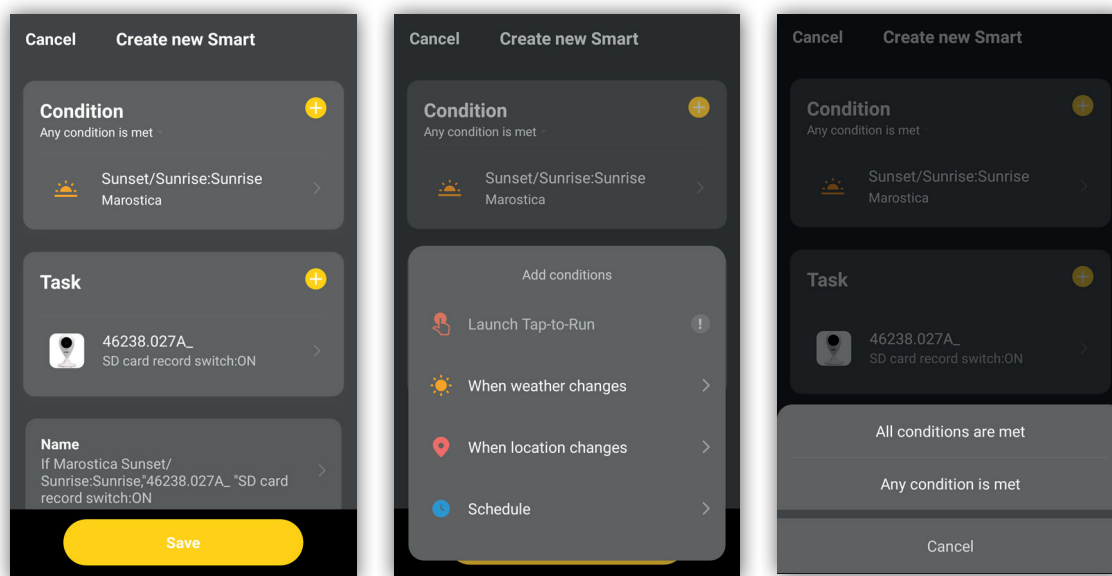 Cancel Create new Smart
Condition
Any condition is met
Sunset/Sunrise:Sunrise
Marostica
Task
46238.027A_
SD card record switch:ON
Name
If Marostica Sunset/
Sunrise:Sunrise,"46238.027A_ "SD card
record switch:ON
Save
Cancel Create new Smart
Condition
Any condition is met
Sunset/Sunrise:Sunrise
Marostica
Add conditions
Launch Tap-to-Run
When weather changes
When location changes
Schedule
Cancel Create new Smart
Condition
Any condition is met
Sunset/Sunrise:Sunrise
Marostica
Task
46238.027A_
SD card record switch:ON
All conditions are met
Any condition is met
Cancel